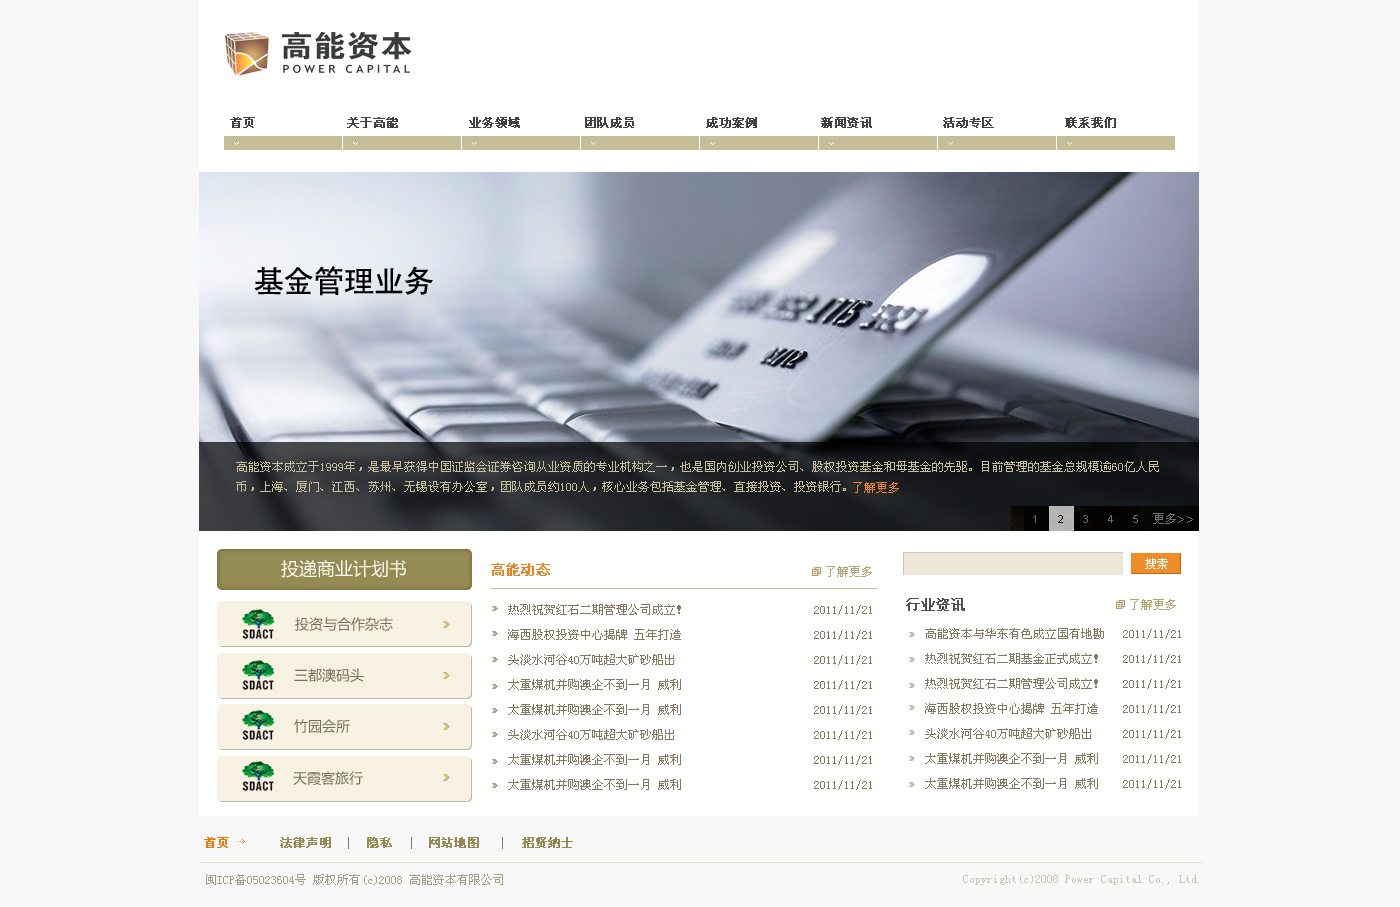 高能资本
POWER CAPITAL
首页 关于高能 业务领域 团队成员 成功案例 新闻资讯 活动专区 联系我们
基金管理业务
高能资本成立于1999年，是最早获得中国证监会证券咨询从业资质的专业机构之一，也是国内创业投资公司、股权投资基金和母基金的先驱。目前管理的基金总规模逾60亿人民
币，上海、厦门、江西、苏州、无锡设有办公室，团队成员约100人，核心业务包括基金管理、直接投资、投资银行。了解更多
1 2 3 4 5 更多>>
投递商业计划书
SDACT 投资与合作杂志
SDACT 三都澳码头
SDACT 竹园会所
SDACT 天霞客旅行
高能动态 了解更多
热烈祝贺红石二期管理公司成立! 2011/11/21
海西股权投资中心揭牌 五年打造 2011/11/21
头淡水河谷40万吨超大矿砂船出 2011/11/21
太重煤机并购澳企不到一月 威利 2011/11/21
太重煤机并购澳企不到一月 威利 2011/11/21
头淡水河谷40万吨超大矿砂船出 2011/11/21
太重煤机并购澳企不到一月 威利 2011/11/21
太重煤机并购澳企不到一月 威利 2011/11/21
搜索
行业资讯 了解更多
高能资本与华东有色成立国有地勘 2011/11/21
热烈祝贺红石二期基金正式成立! 2011/11/21
热烈祝贺红石二期管理公司成立! 2011/11/21
海西股权投资中心揭牌 五年打造 2011/11/21
头淡水河谷40万吨超大矿砂船出 2011/11/21
太重煤机并购澳企不到一月 威利 2011/11/21
太重煤机并购澳企不到一月 威利 2011/11/21
首页 法律声明 | 隐私 | 网站地图 | 招贤纳士
闽ICP备05023604号 版权所有(c)2008 高能资本有限公司
Copyright(c)2008 Power Capital Co., Ltd.